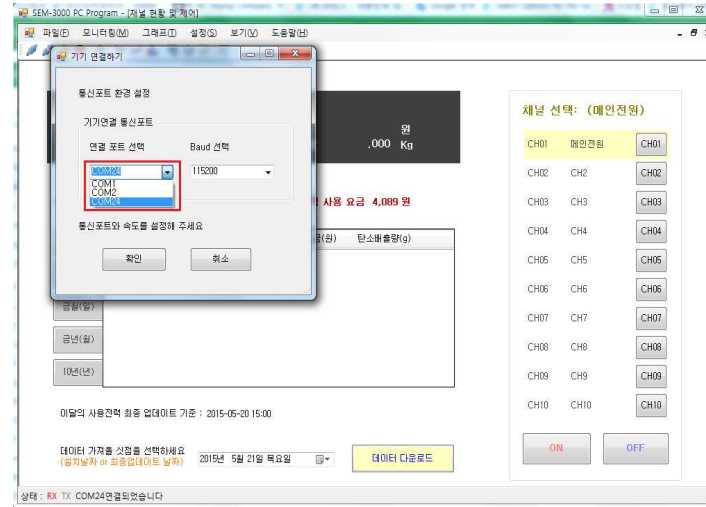 SEM-3000 PC Program - [채널 현황 및 제어]
파일(F) 모니터링(M) 그래프(I) 설정(S) 보기(V) 도움말(H)
기기 연결하기
통신포트 환경 설정
기기연결 통신포트
연결 포트 선택 Baud 선택
COM24 115200
COM1
COM2
COM24
통신포트와 속도를 설정해 주세요
확인 취소
원
.000 Kg
사용 요금 4,089 원
(원) 탄소배출량(g)
금월(일)
금년(월)
10년(년)
이달의 사용전력 최종 업데이트 기준 : 2015-05-20 15:00
데이터 가져올 시점을 선택하세요
(설치날짜 or 최종업데이트 날짜) 2015년 5월 21일 목요일 데이터 다운로드
채널 선택: (메인전원)
CH01 메인전원 CH01
CH02 CH2 CH02
CH03 CH3 CH03
CH04 CH4 CH04
CH05 CH5 CH05
CH06 CH6 CH06
CH07 CH7 CH07
CH08 CH8 CH08
CH09 CH9 CH09
CH10 CH10 CH10
ON OFF
상태 : RX TX COM24연결되었습니다